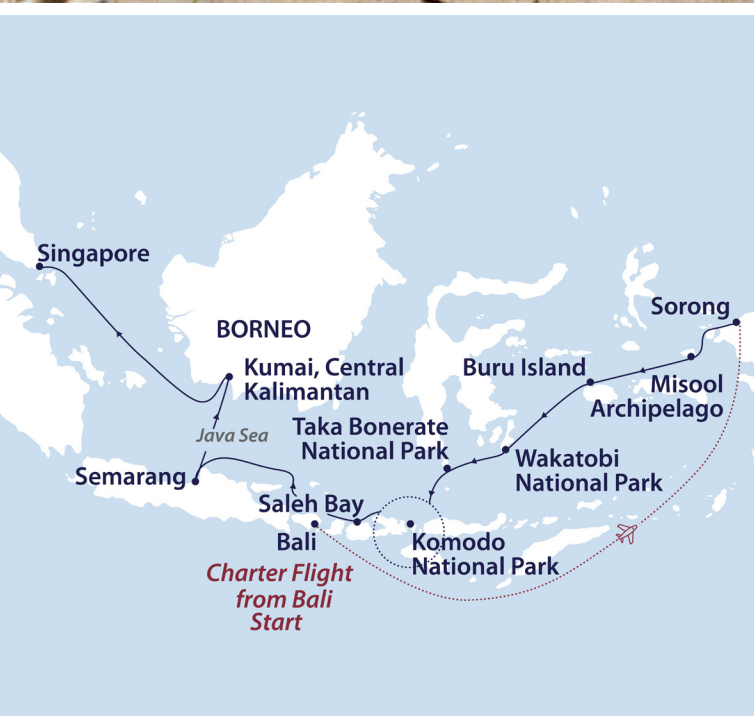 Singapore
Sorong
BORNEO
Kumai, Central
Kalimantan
Buru Island
Misool
Archipelago
Taka Bonerate
National Park
Java Sea
Wakatobi
National Park
Semarang
Saleh Bay
Bali
Komodo
National Park
Charter Flight
from Bali
Start